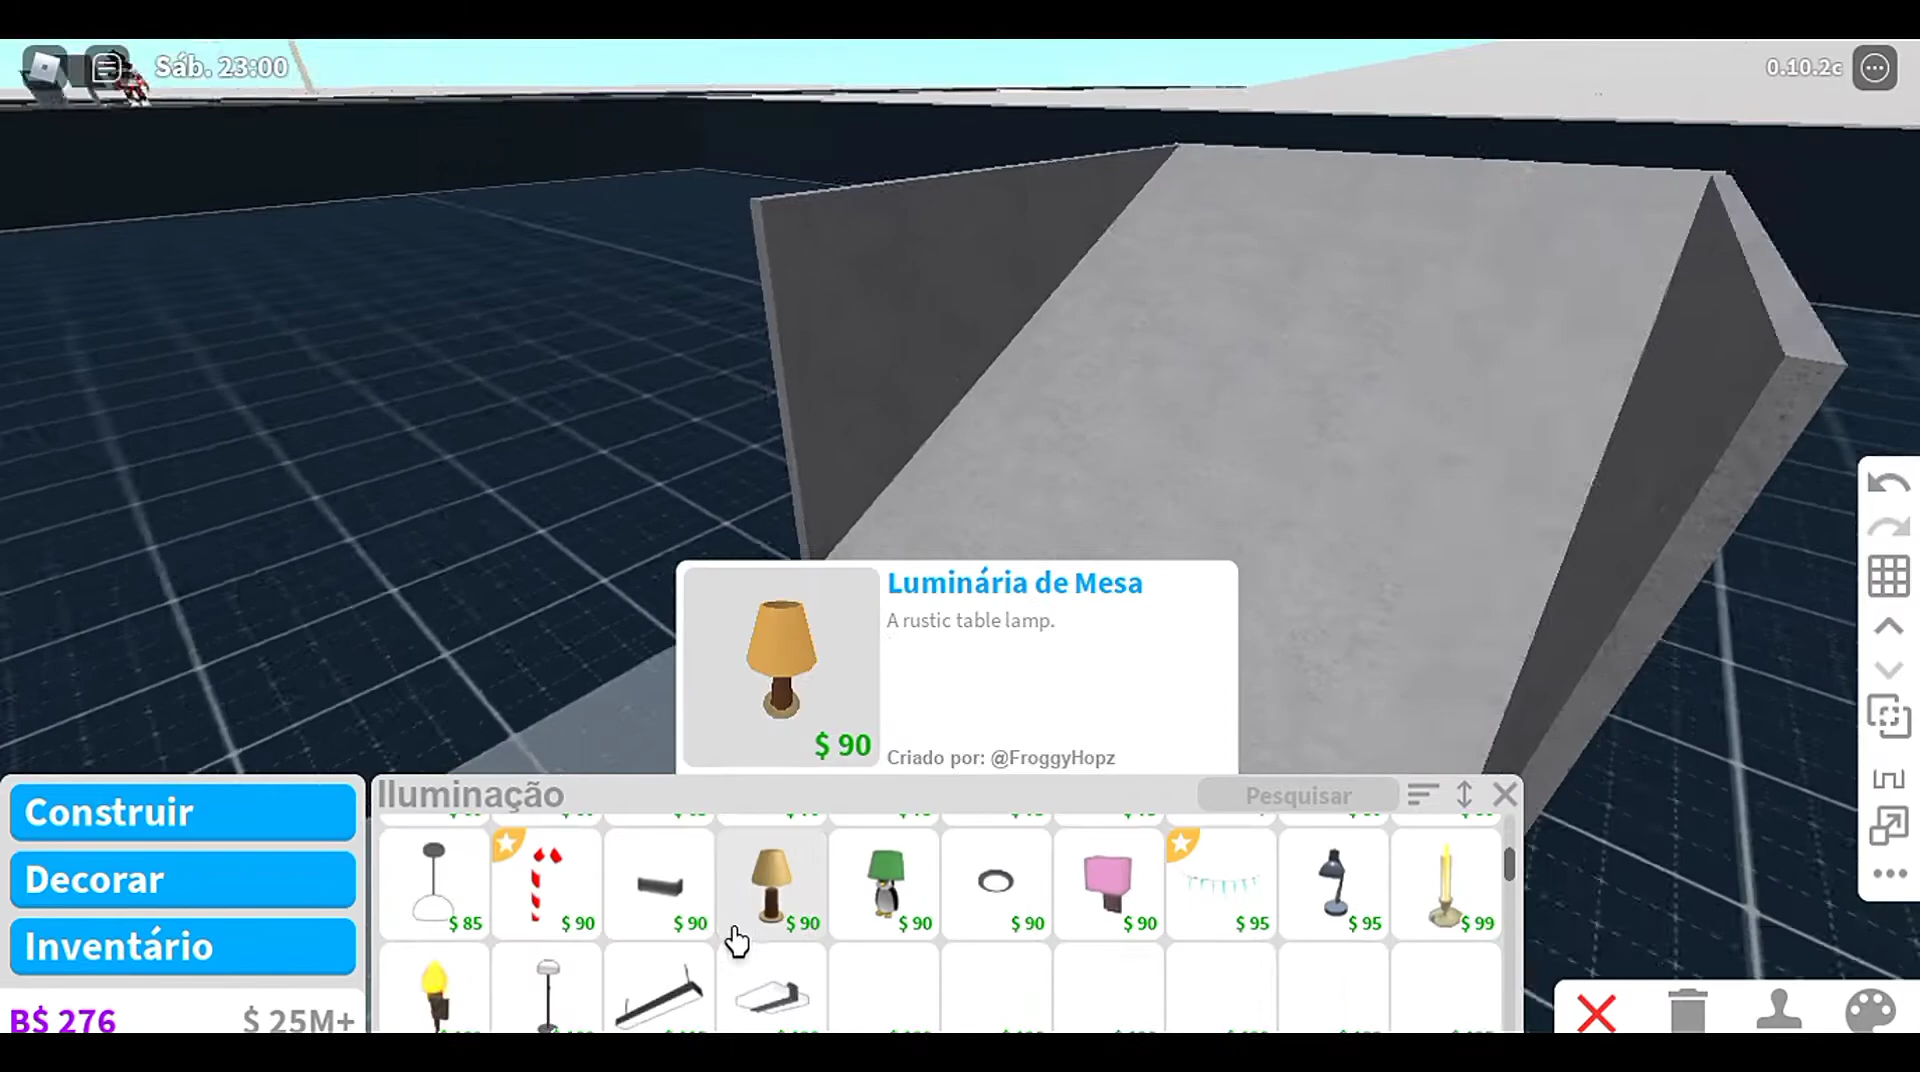 Sáb. 23:00
0.10.2c
Luminária de Mesa
A rustic table lamp.
$ 90
Criado por: @FroggyHopz
Construir
Decorar
Inventário
B$ 276
$ 25M+
Iluminação
Pesquisar
$ 85
$ 90
$ 90
$ 90
$ 90
$ 90
$ 90
$ 95
$ 95
$ 99